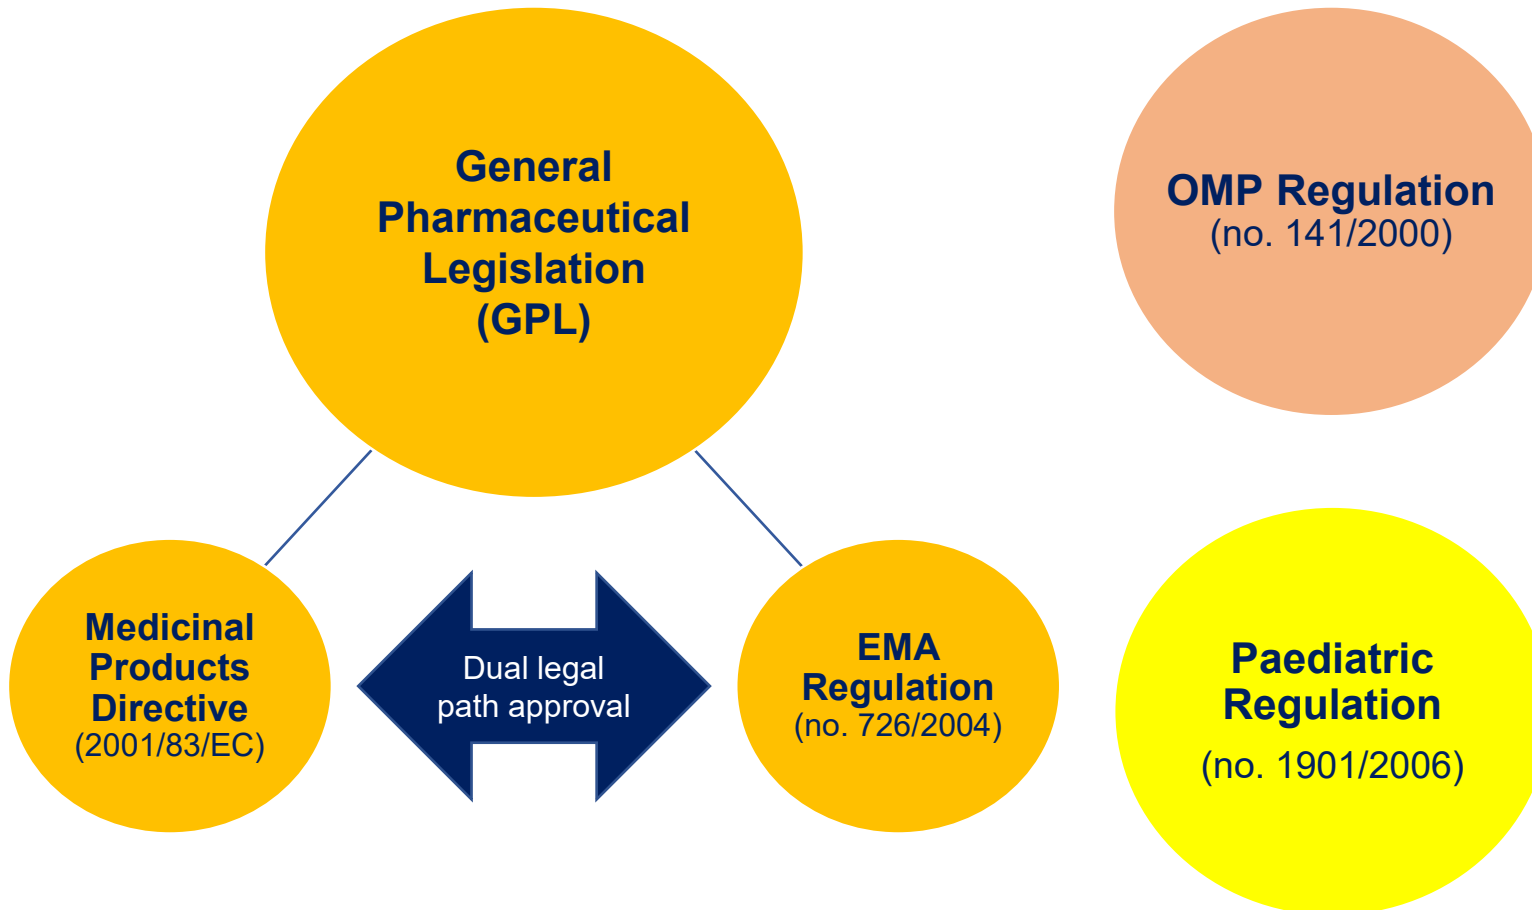 General
Pharmaceutical
Legislation
(GPL)
OMP Regulation
(no. 141/2000)
Medicinal
Products
Directive
(2001/83/EC)
Dual legal
path approval
EMA
Regulation
(no. 726/2004)
Paediatric
Regulation
(no. 1901/2006)